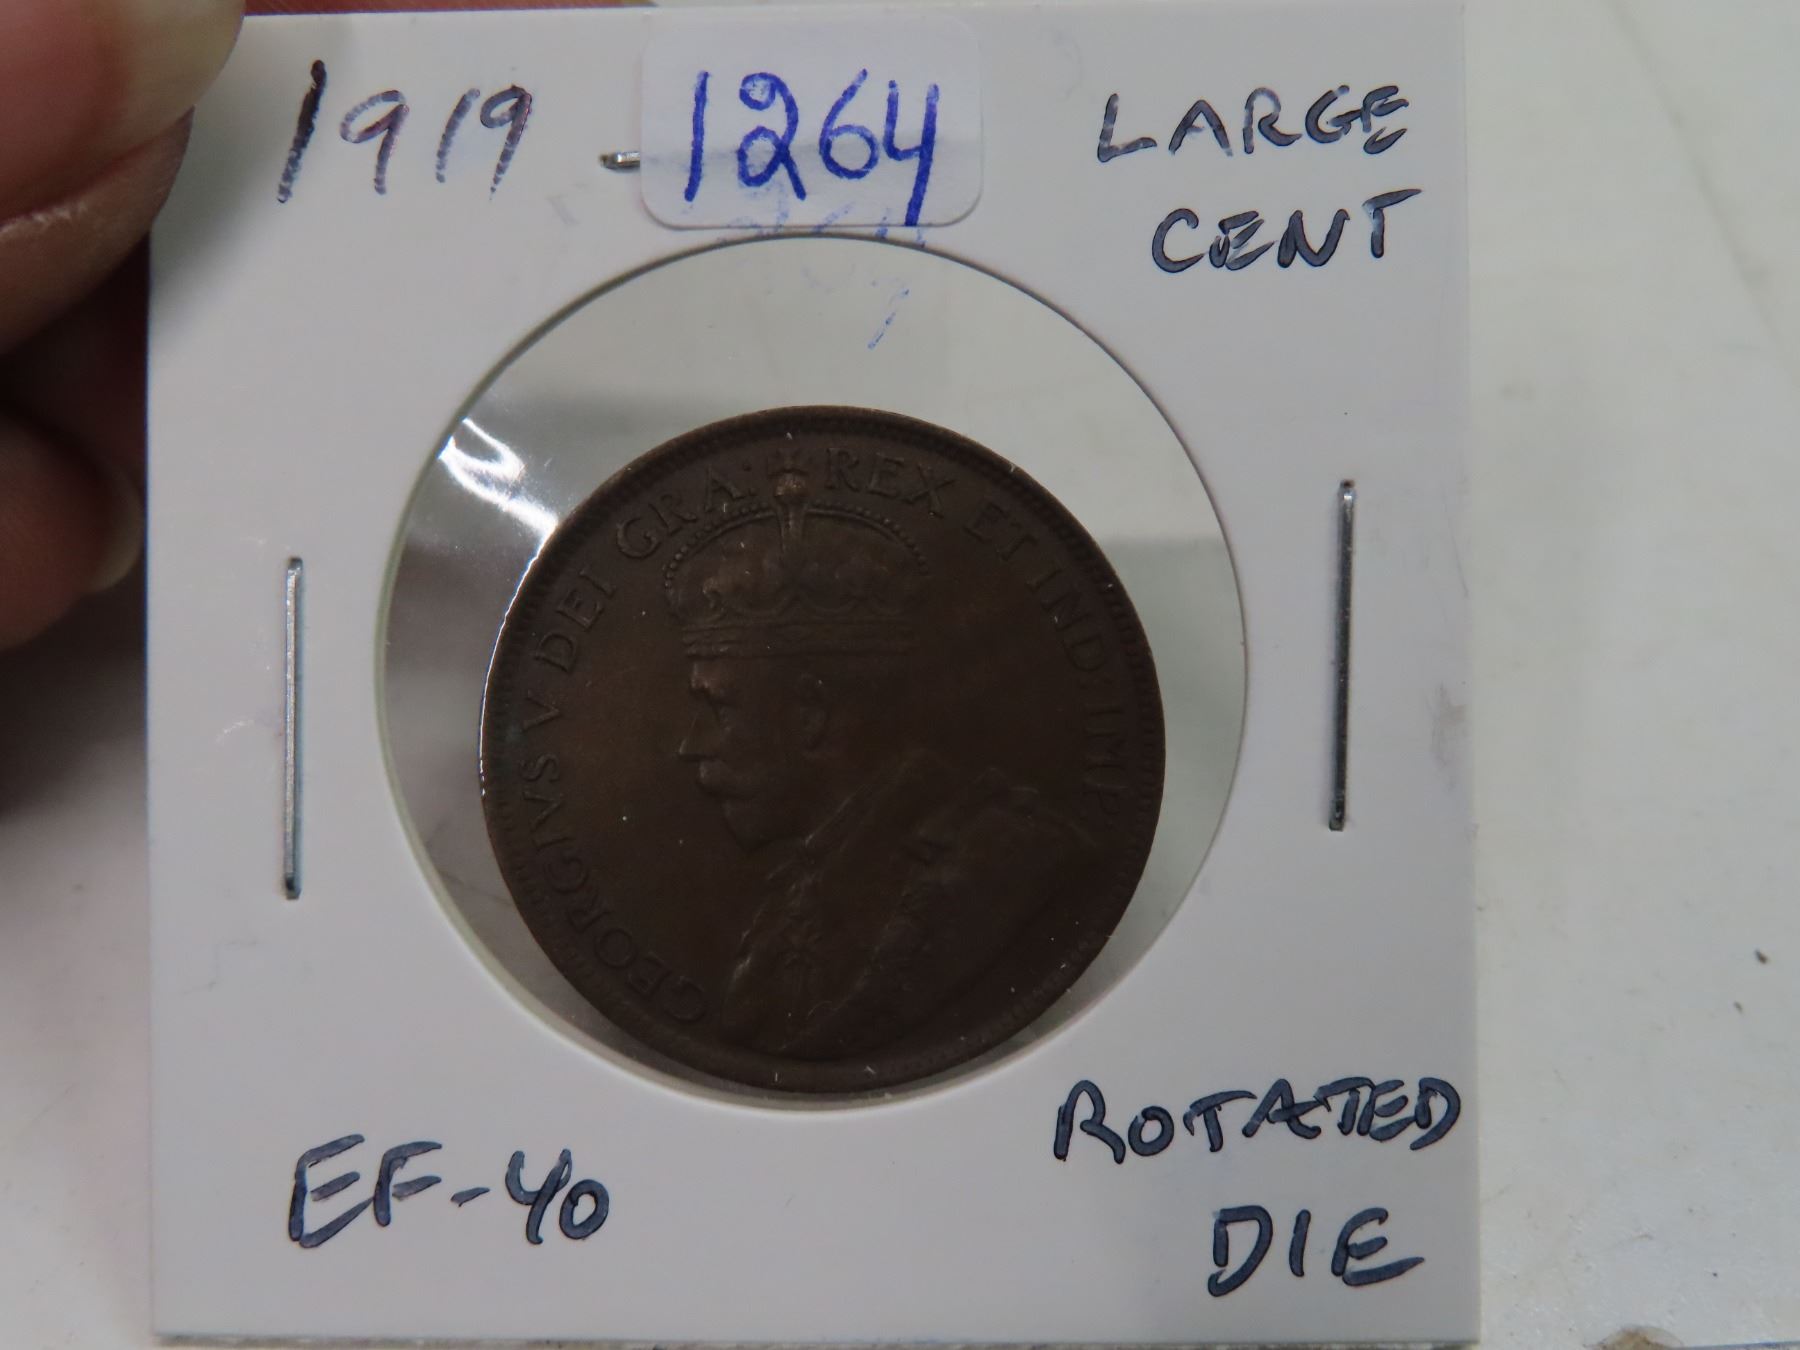 1919
1264
LARGE
CENT
GEORGIVS V DEI GRA: REX ET IND: IMP:
EF-40
ROTATED
DIE